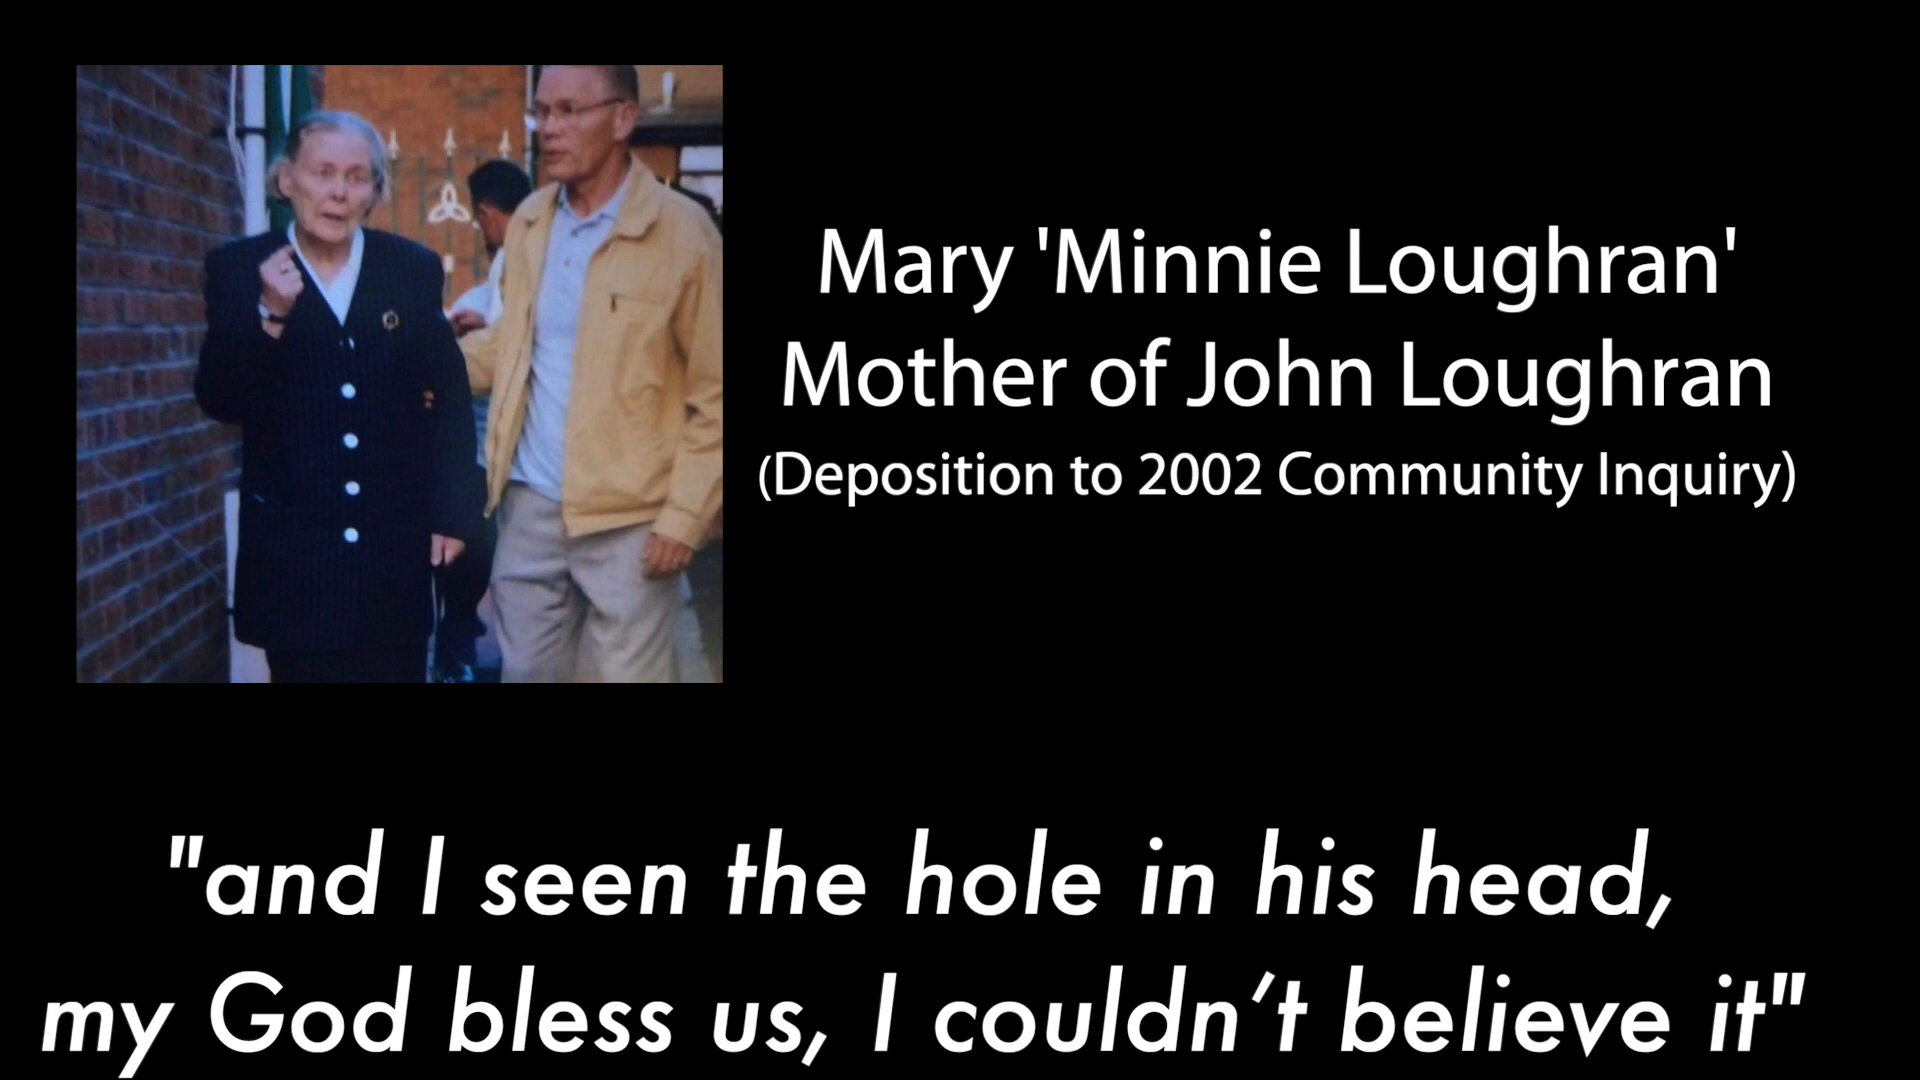 Mary 'Minnie Loughran'
Mother of John Loughran
(Deposition to 2002 Community Inquiry)
"and I seen the hole in his head,
my God bless us, I couldn’t believe it"